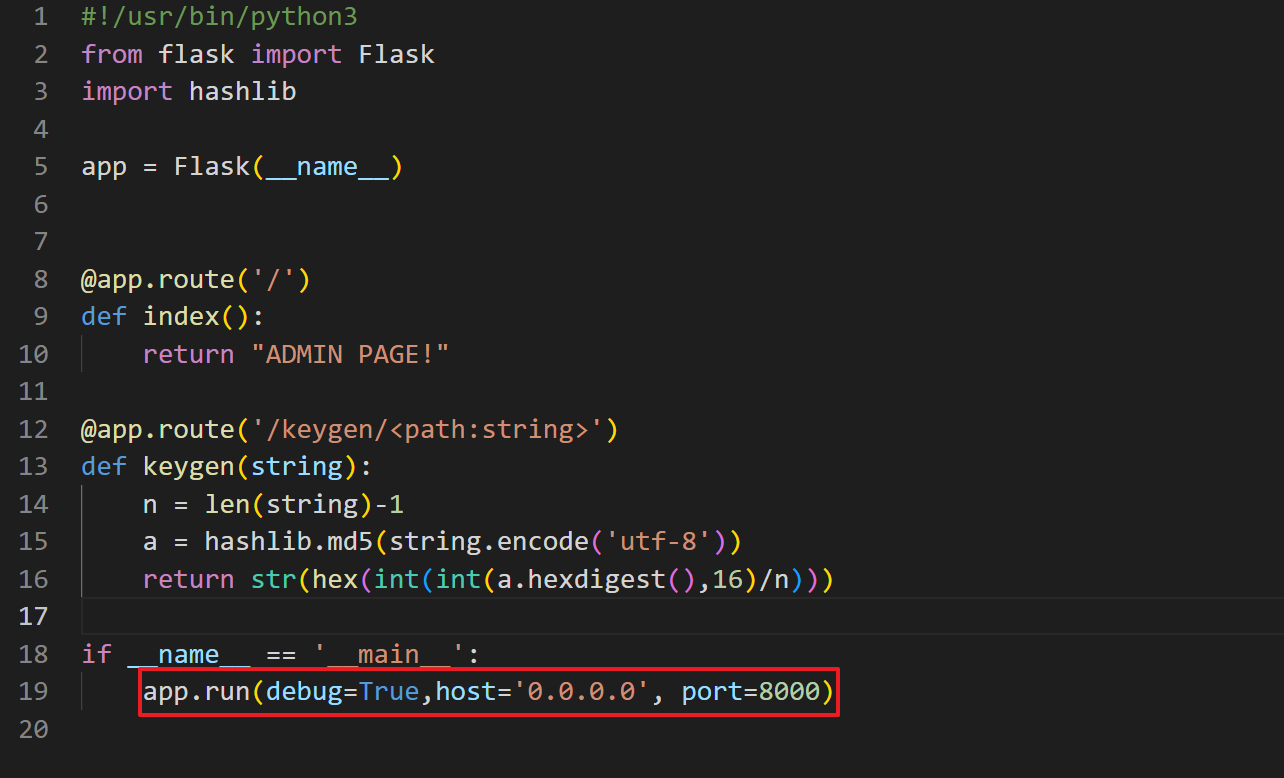 1 #!/usr/bin/python3
2 from flask import Flask
3 import hashlib
4
5 app = Flask(__name__)
6
7
8 @app.route('/')
9 def index():
10     return "ADMIN PAGE!"
11
12 @app.route('/keygen/<path:string>')
13 def keygen(string):
14     n = len(string)-1
15     a = hashlib.md5(string.encode('utf-8'))
16     return str(hex(int(int(a.hexdigest(),16)/n)))
17
18 if __name__ == '__main__':
19     app.run(debug=True,host='0.0.0.0', port=8000)
20